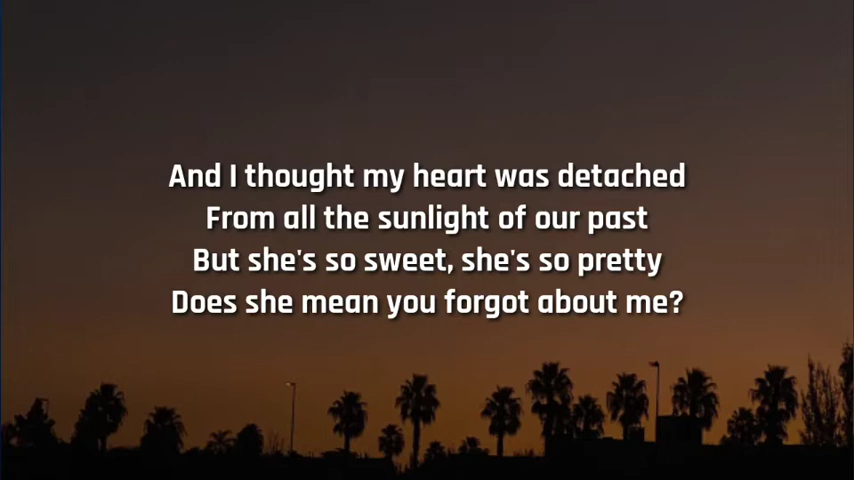 And I thought my heart was detached
From all the sunlight of our past
But she's so sweet, she's so pretty
Does she mean you forgot about me?